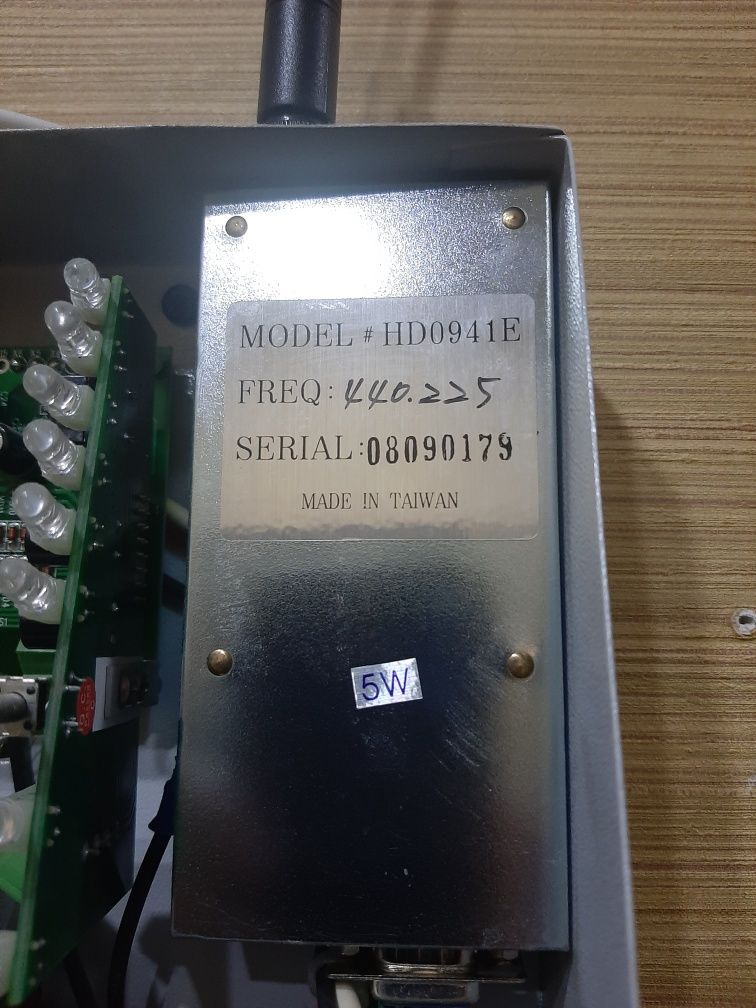 MODEL # HD0941E
FREQ: 440.225
SERIAL: 08090179
MADE IN TAIWAN
5W